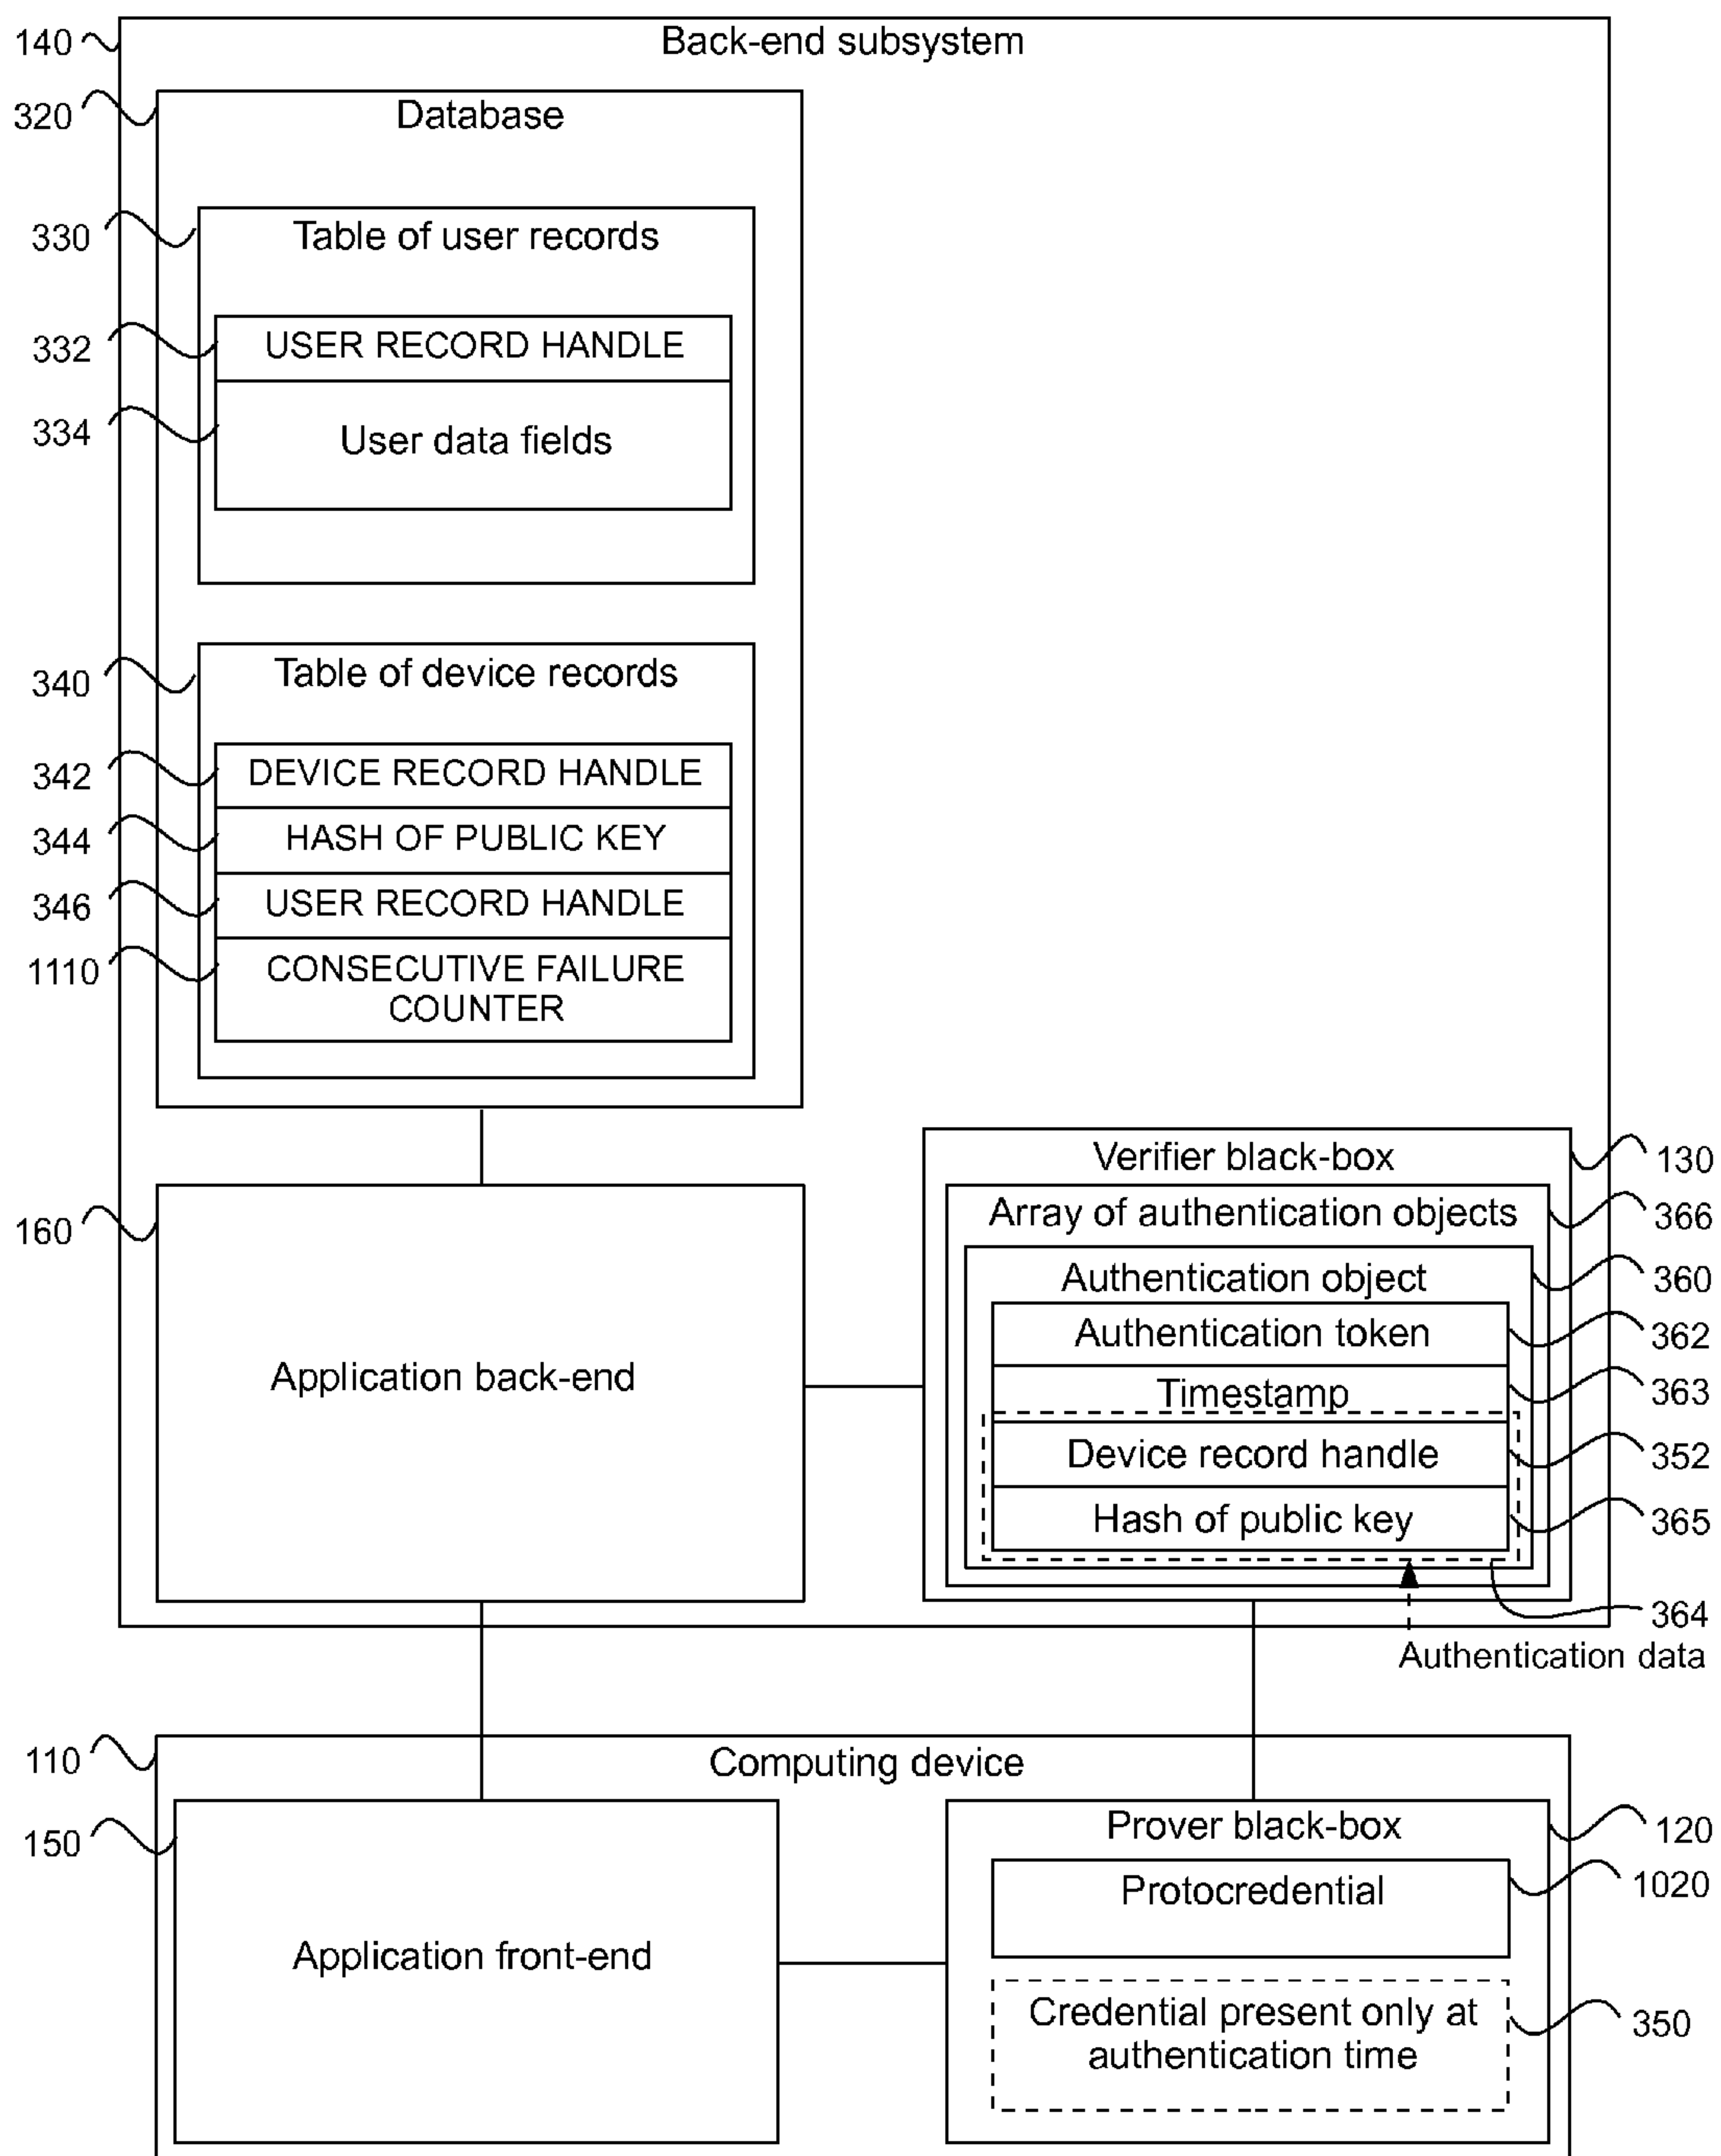 140
Back-end subsystem
320
Database
330
Table of user records
332
USER RECORD HANDLE
334
User data fields
340
Table of device records
342
DEVICE RECORD HANDLE
344
HASH OF PUBLIC KEY
346
USER RECORD HANDLE
1110
CONSECUTIVE FAILURE
COUNTER
Verifier black-box
130
160
Application back-end
Array of authentication objects
366
Authentication object
360
Authentication token
362
Timestamp
363
Device record handle
352
Hash of public key
365
364
Authentication data
110
Computing device
150
Application front-end
Prover black-box
120
Protocredential
1020
Credential present only at
authentication time
350